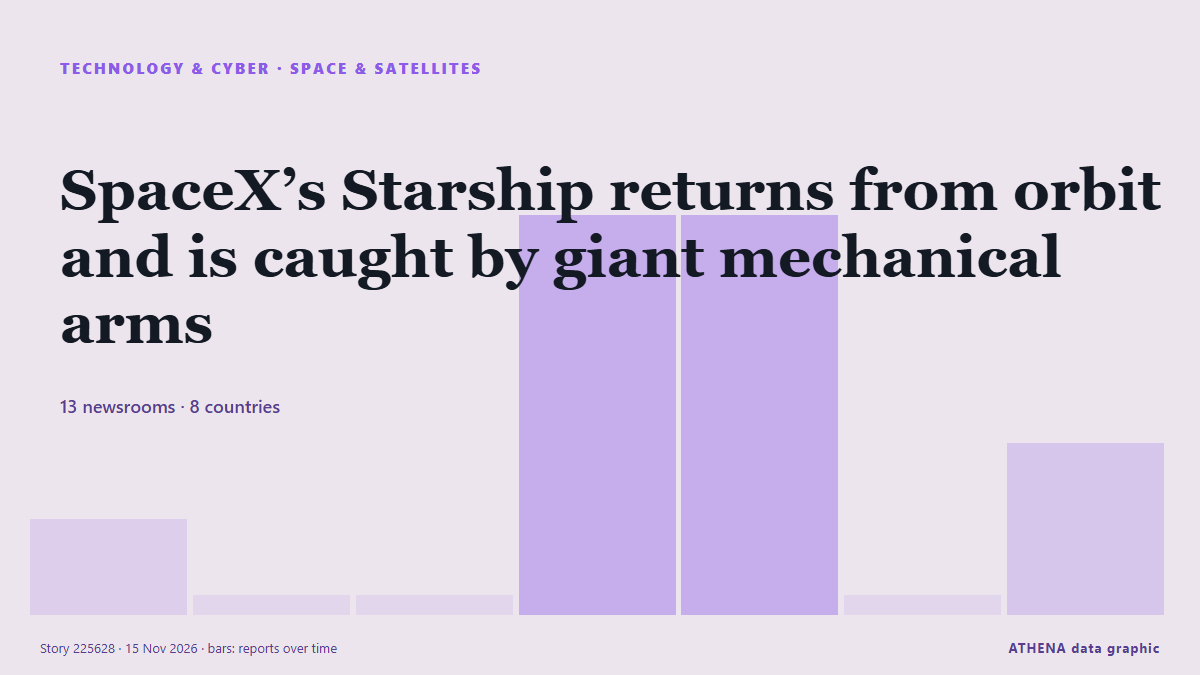 TECHNOLOGY & CYBER · SPACE & SATELLITES
SpaceX’s Starship returns from orbit
and is caught by giant mechanical
arms
13 newsrooms · 8 countries
Story 225628 · 15 Nov 2026 · bars: reports over time
ATHENA data graphic